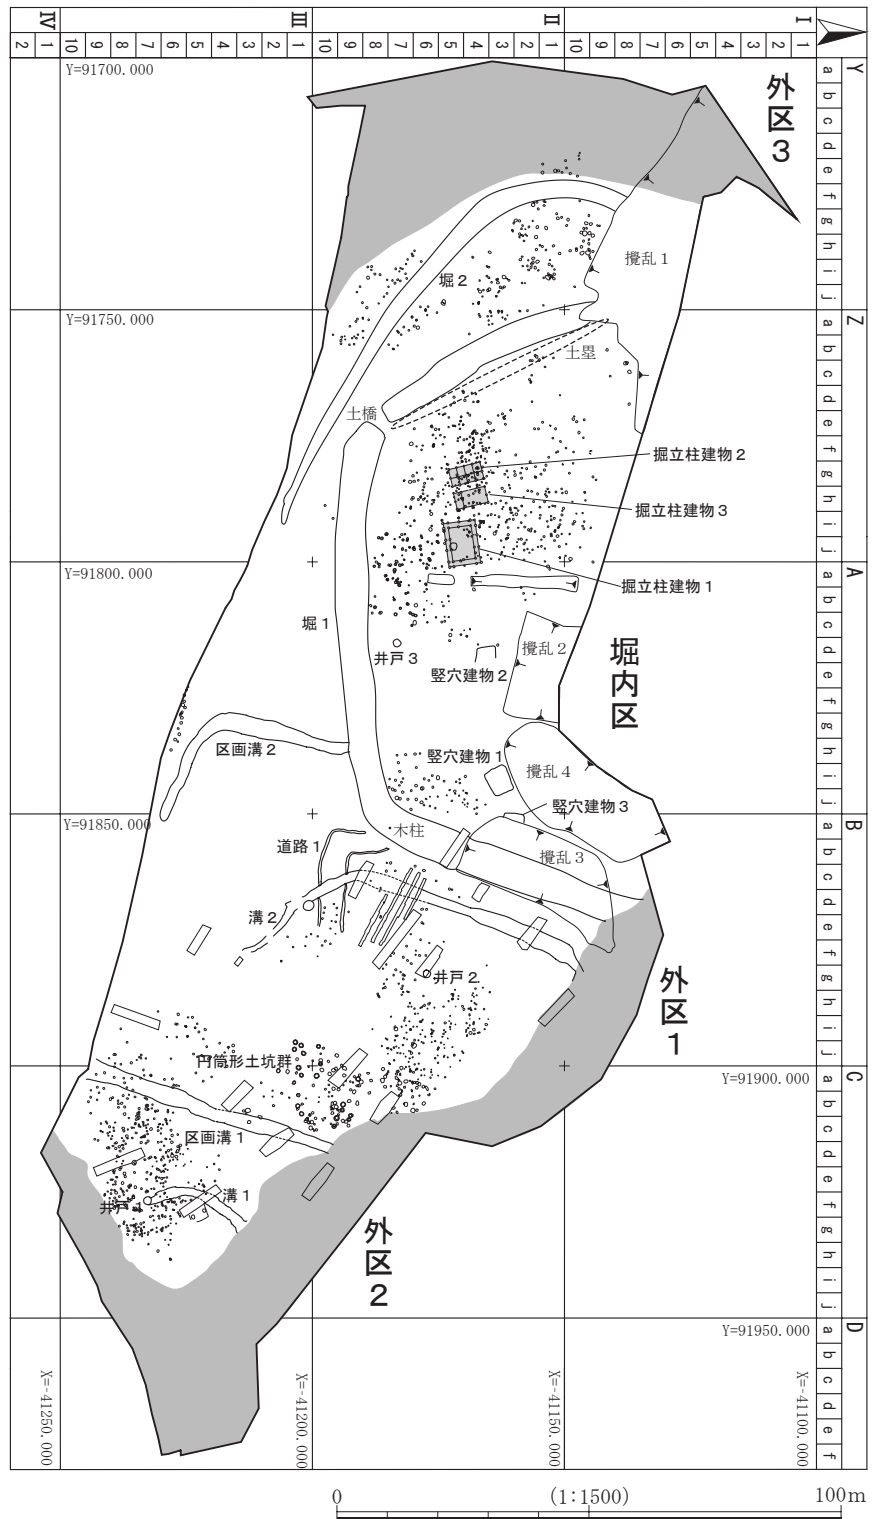 Ⅳ Ⅲ Ⅱ Ⅰ
2 1 10 9 8 7 6 5 4 3 2 1 10 9 8 7 6 5 4 3 2 1 10 9 8 7 6 5 4 3 2 1
Y
a
b
c
d
e
f
g
h
i
j
Z
a
b
c
d
e
f
g
h
i
j
A
a
b
c
d
e
f
g
h
i
j
B
a
b
c
d
e
f
g
h
i
j
C
a
b
c
d
e
f
g
h
i
j
D
a
b
c
d
e
f
Y=91700.000
外区3
攪乱1
堀2
Y=91750.000
土塁
土橋
掘立柱建物2
掘立柱建物3
Y=91800.000
掘立柱建物1
堀1
井戸3
竪穴建物2
攪乱2
堀内区
区画溝2
竪穴建物1
攪乱4
竪穴建物3
Y=91850.000
木柱
道路1
攪乱3
溝2
井戸2
外区1
円筒形土坑群
Y=91900.000
区画溝1
井戸1
溝1
外区2
Y=91950.000
X=-41250.000
X=-41200.000
X=-41150.000
X=-41100.000
0 (1:1500) 100m